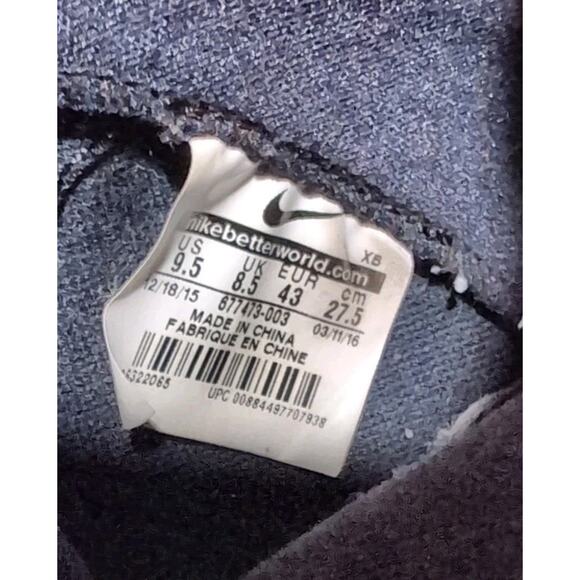 nikebetterworld.com
XB
US UK EUR cm
9.5 8.5 43 27.5
12/18/15 677473-003 03/11/16
MADE IN CHINA
FABRIQUE EN CHINE
6322065
UPC 00884497707938